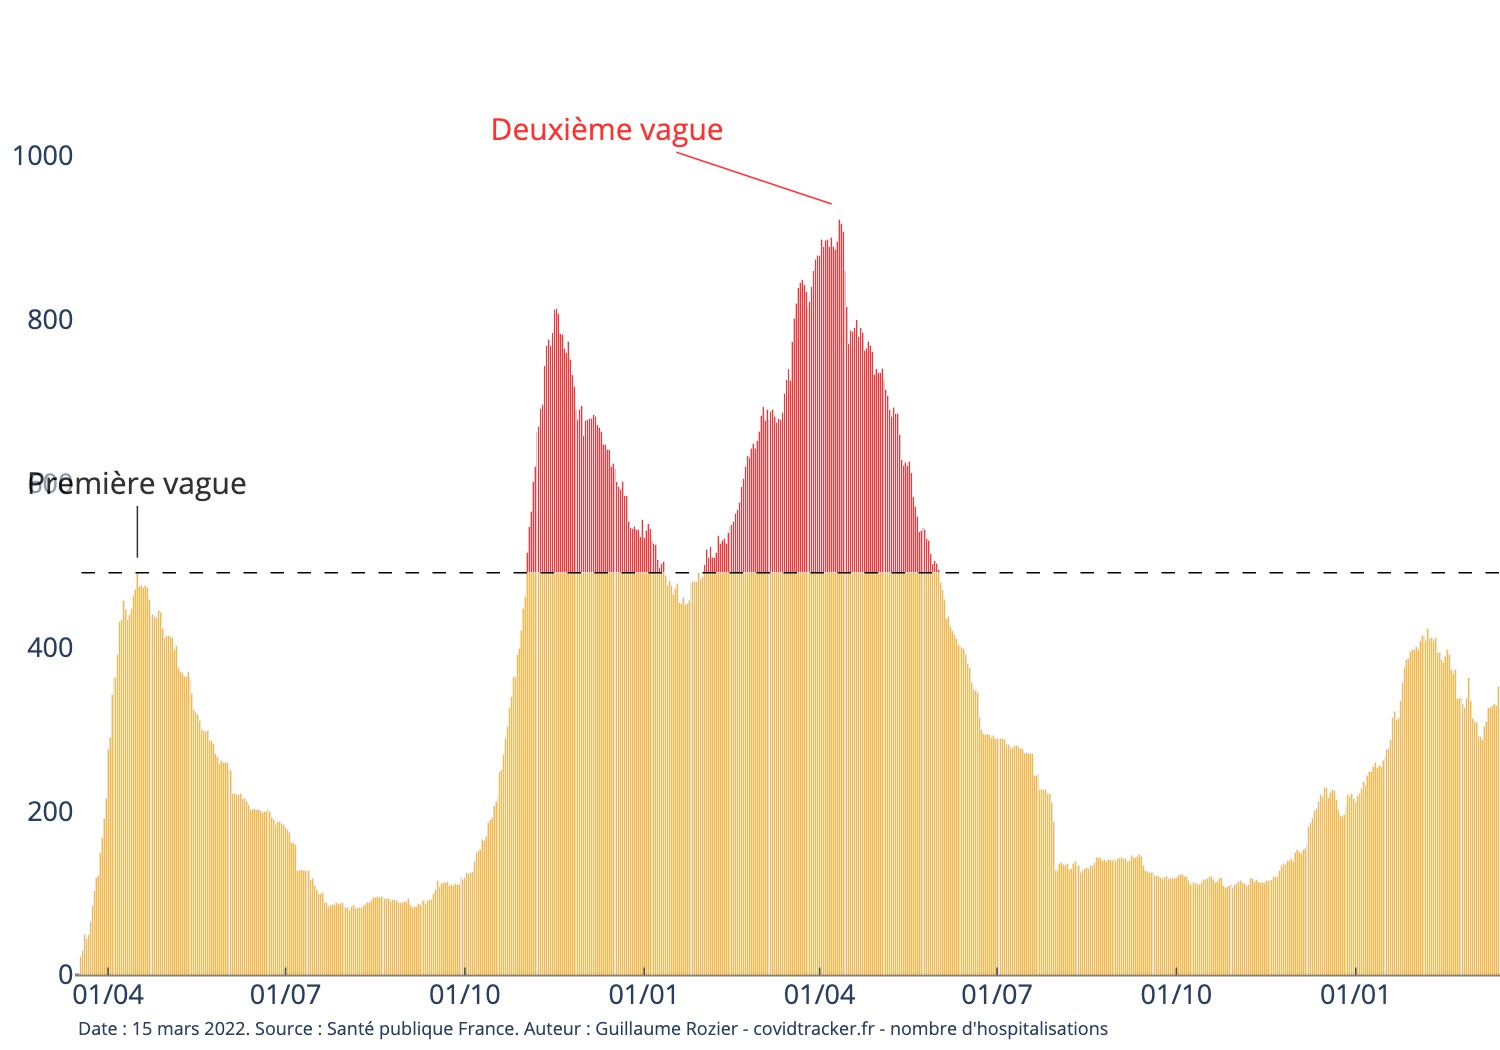 Deuxième vague
1000
800
600
Première vague
400
200
0
01/04 01/07 01/10 01/01 01/04 01/07 01/10 01/01
Date : 15 mars 2022. Source : Santé publique France. Auteur : Guillaume Rozier - covidtracker.fr - nombre d'hospitalisations